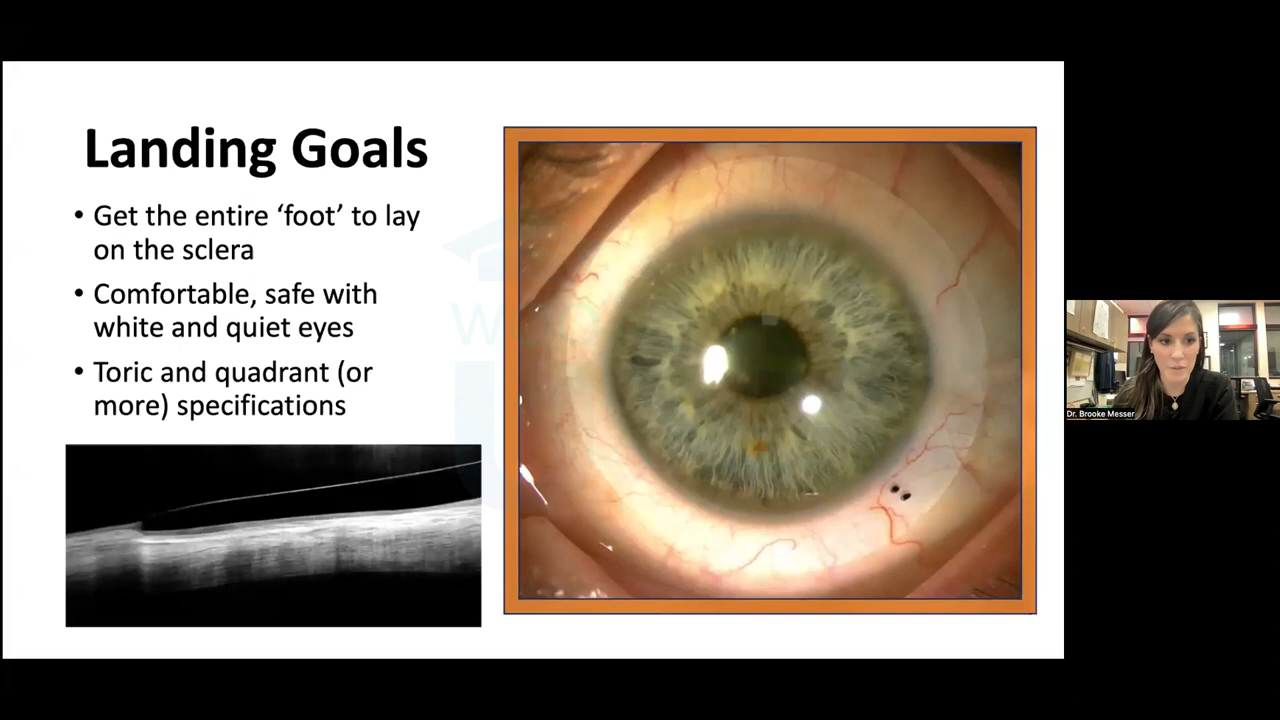 Landing Goals
• Get the entire ‘foot’ to lay
on the sclera
• Comfortable, safe with
white and quiet eyes
• Toric and quadrant (or
more) specifications
Dr. Brooke Messer